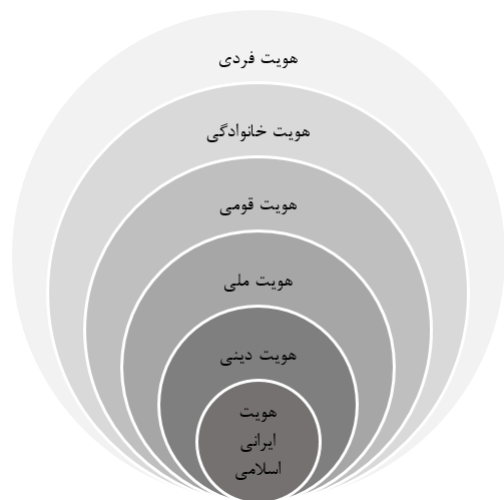 هویت فردی
هویت خانوادگی
هویت قومی
هویت ملی
هویت دینی
هویت
ایرانی
اسلامی